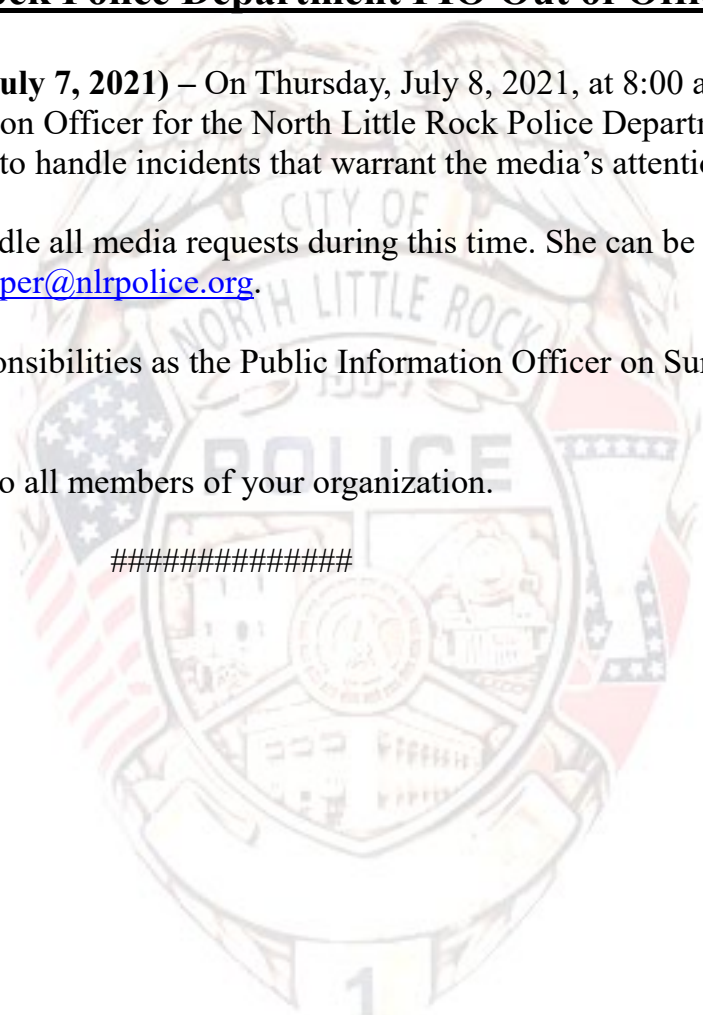 ock Police Department PIO Out of Offi
uly 7, 2021) – On Thursday, July 8, 2021, at 8:00 a
on Officer for the North Little Rock Police Departm
to handle incidents that warrant the media’s attentio
CITY OF
dle all media requests during this time. She can be
per@nlrpolice.org.
NORTH LITTLE ROCK
onsibilities as the Public Information Officer on Sun
1904
POLICE
o all members of your organization.
##############
1